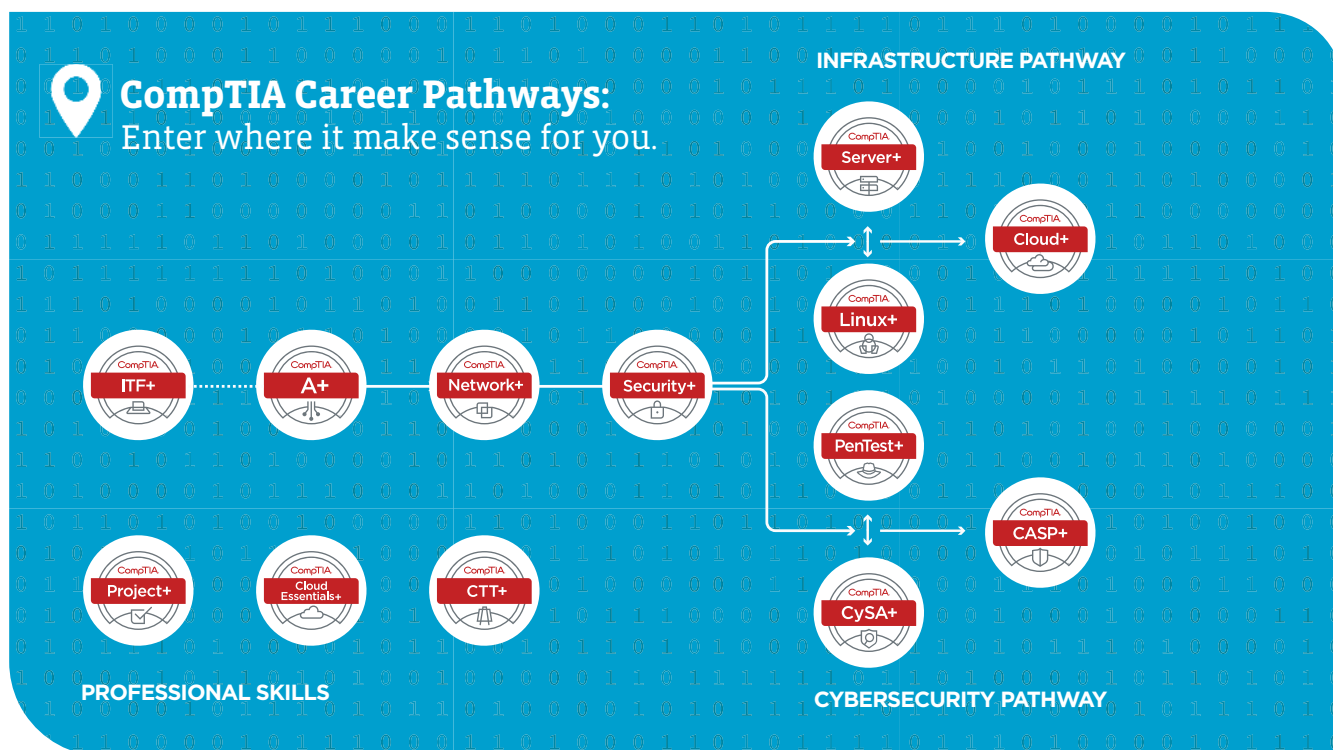 CompTIA Career Pathways:
Enter where it make sense for you.
INFRASTRUCTURE PATHWAY
CompTIA
Server+
CompTIA
Cloud+
CompTIA
Linux+
CompTIA
ITF+
CompTIA
A+
CompTIA
Network+
CompTIA
Security+
CompTIA
PenTest+
CompTIA
CASP+
CompTIA
CySA+
CYBERSECURITY PATHWAY
CompTIA
Project+
CompTIA
Cloud
Essentials+
CompTIA
CTT+
PROFESSIONAL SKILLS